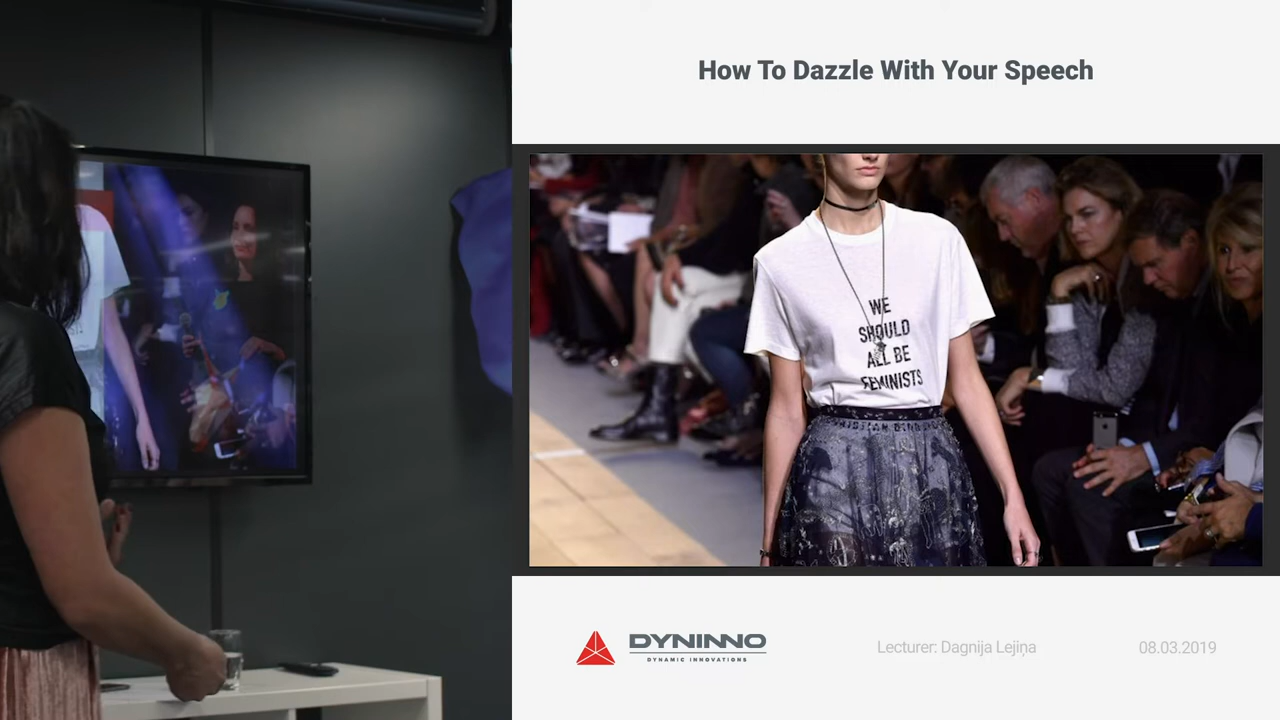 How To Dazzle With Your Speech
WE
SHOULD
ALL BE
FEMINISTS
DYNINNO
DYNAMIC INNOVATIONS
Lecturer: Dagnija Lejiņa
08.03.2019